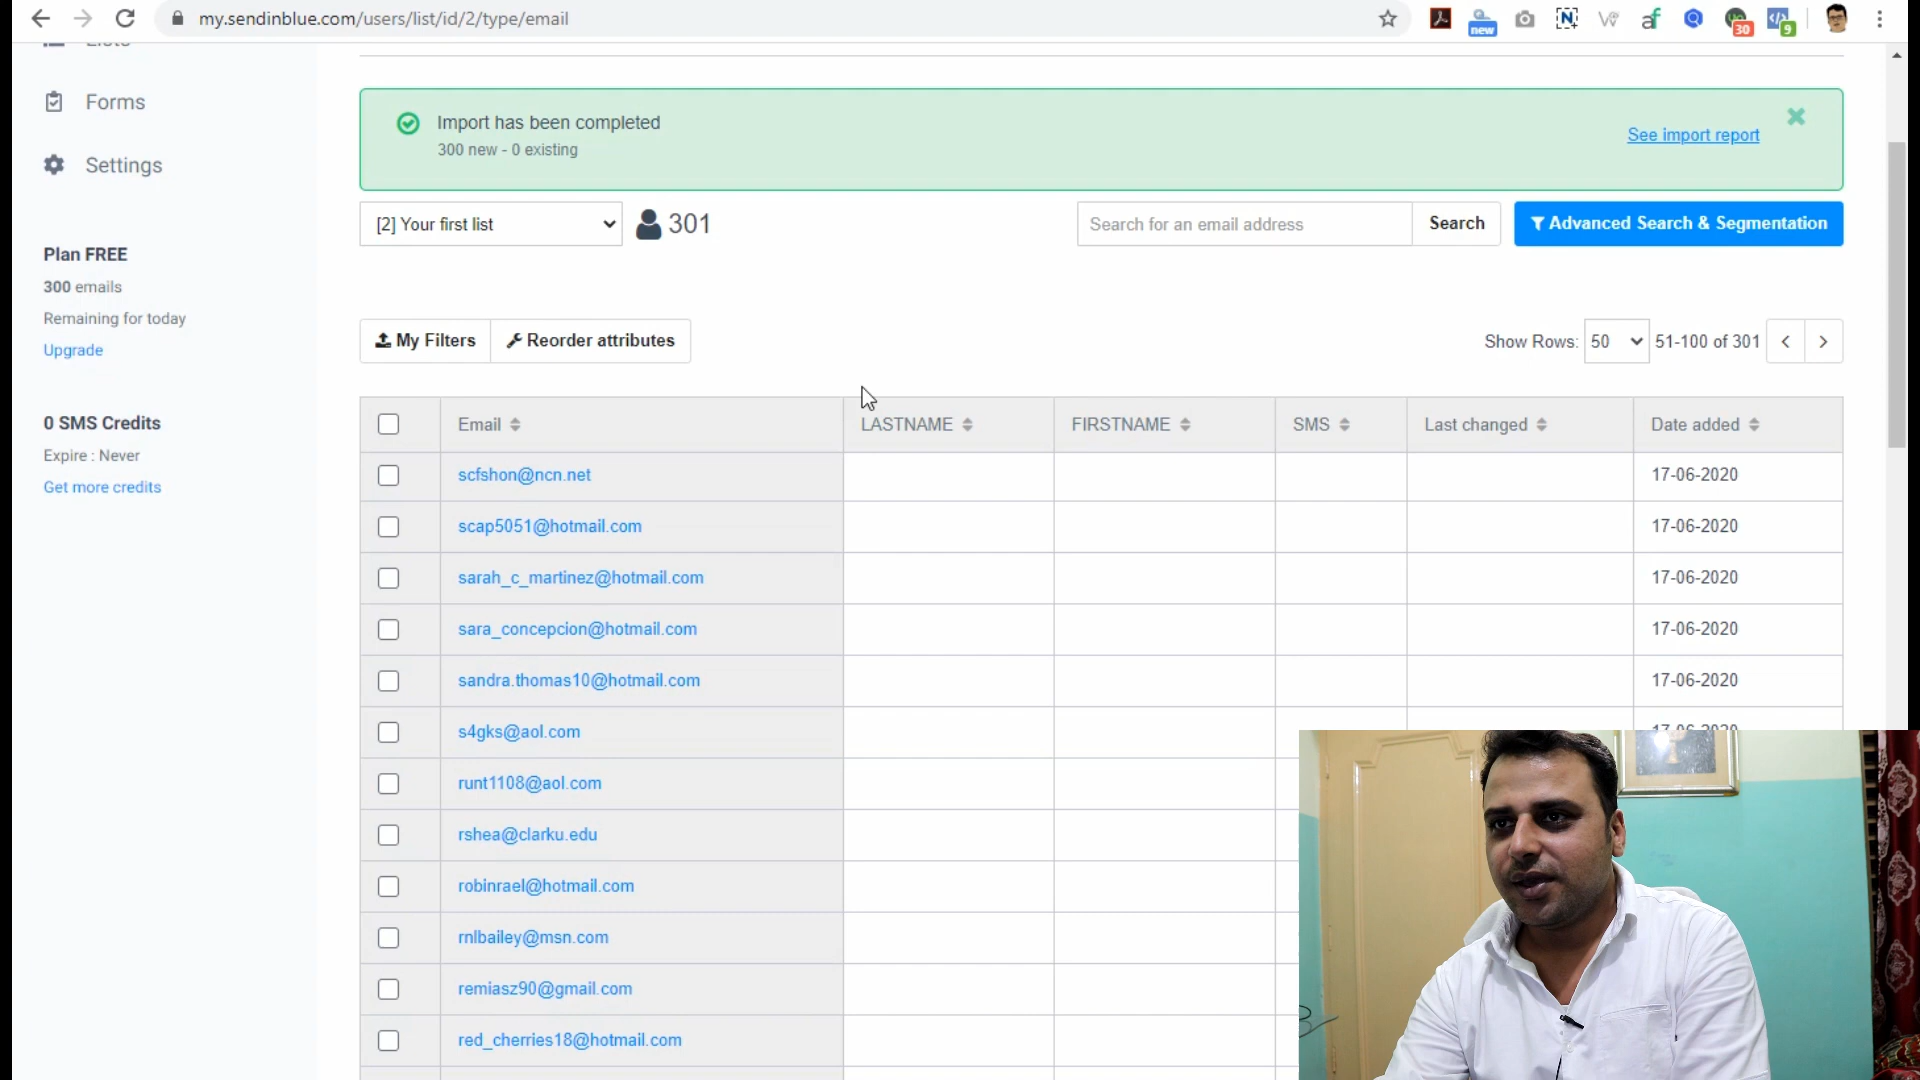 my.sendinblue.com/users/list/id/2/type/email
new
30
9
Lists
Forms
Settings
Plan FREE
300 emails
Remaining for today
Upgrade
0 SMS Credits
Expire : Never
Get more credits
Import has been completed
300 new - 0 existing
See import report
[2] Your first list
301
Search for an email address
Search
Advanced Search & Segmentation
My Filters
Reorder attributes
Show Rows: 50 51-100 of 301
Email LASTNAME FIRSTNAME SMS Last changed Date added
scfshon@ncn.net 17-06-2020
scap5051@hotmail.com 17-06-2020
sarah_c_martinez@hotmail.com 17-06-2020
sara_concepcion@hotmail.com 17-06-2020
sandra.thomas10@hotmail.com 17-06-2020
s4gks@aol.com 17-06-2020
runt1108@aol.com
rshea@clarku.edu
robinrael@hotmail.com
rnlbailey@msn.com
remiasz90@gmail.com
red_cherries18@hotmail.com